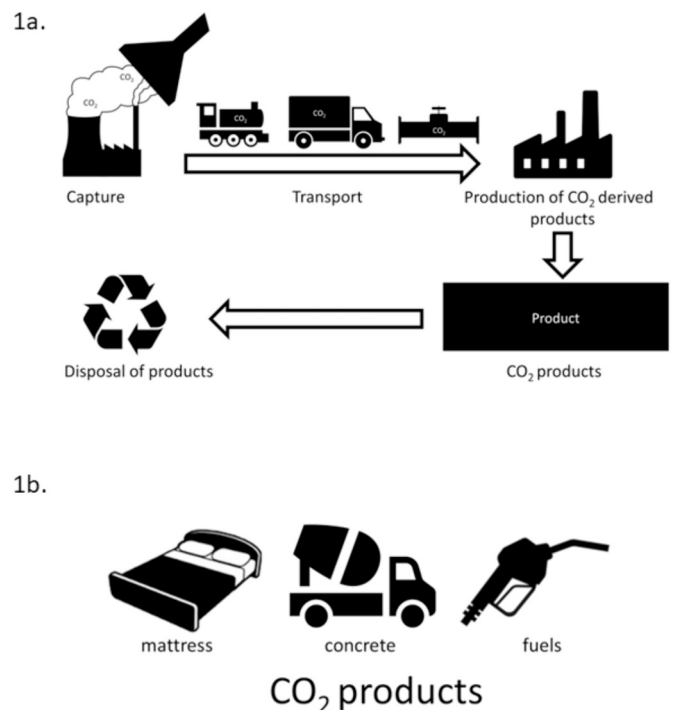 1a.
CO₂
CO₂
CO₂
CO₂
CO₂
Capture
Transport
Production of CO₂ derived
products
Product
Disposal of products
CO₂ products
1b.
mattress
concrete
fuels
CO₂ products